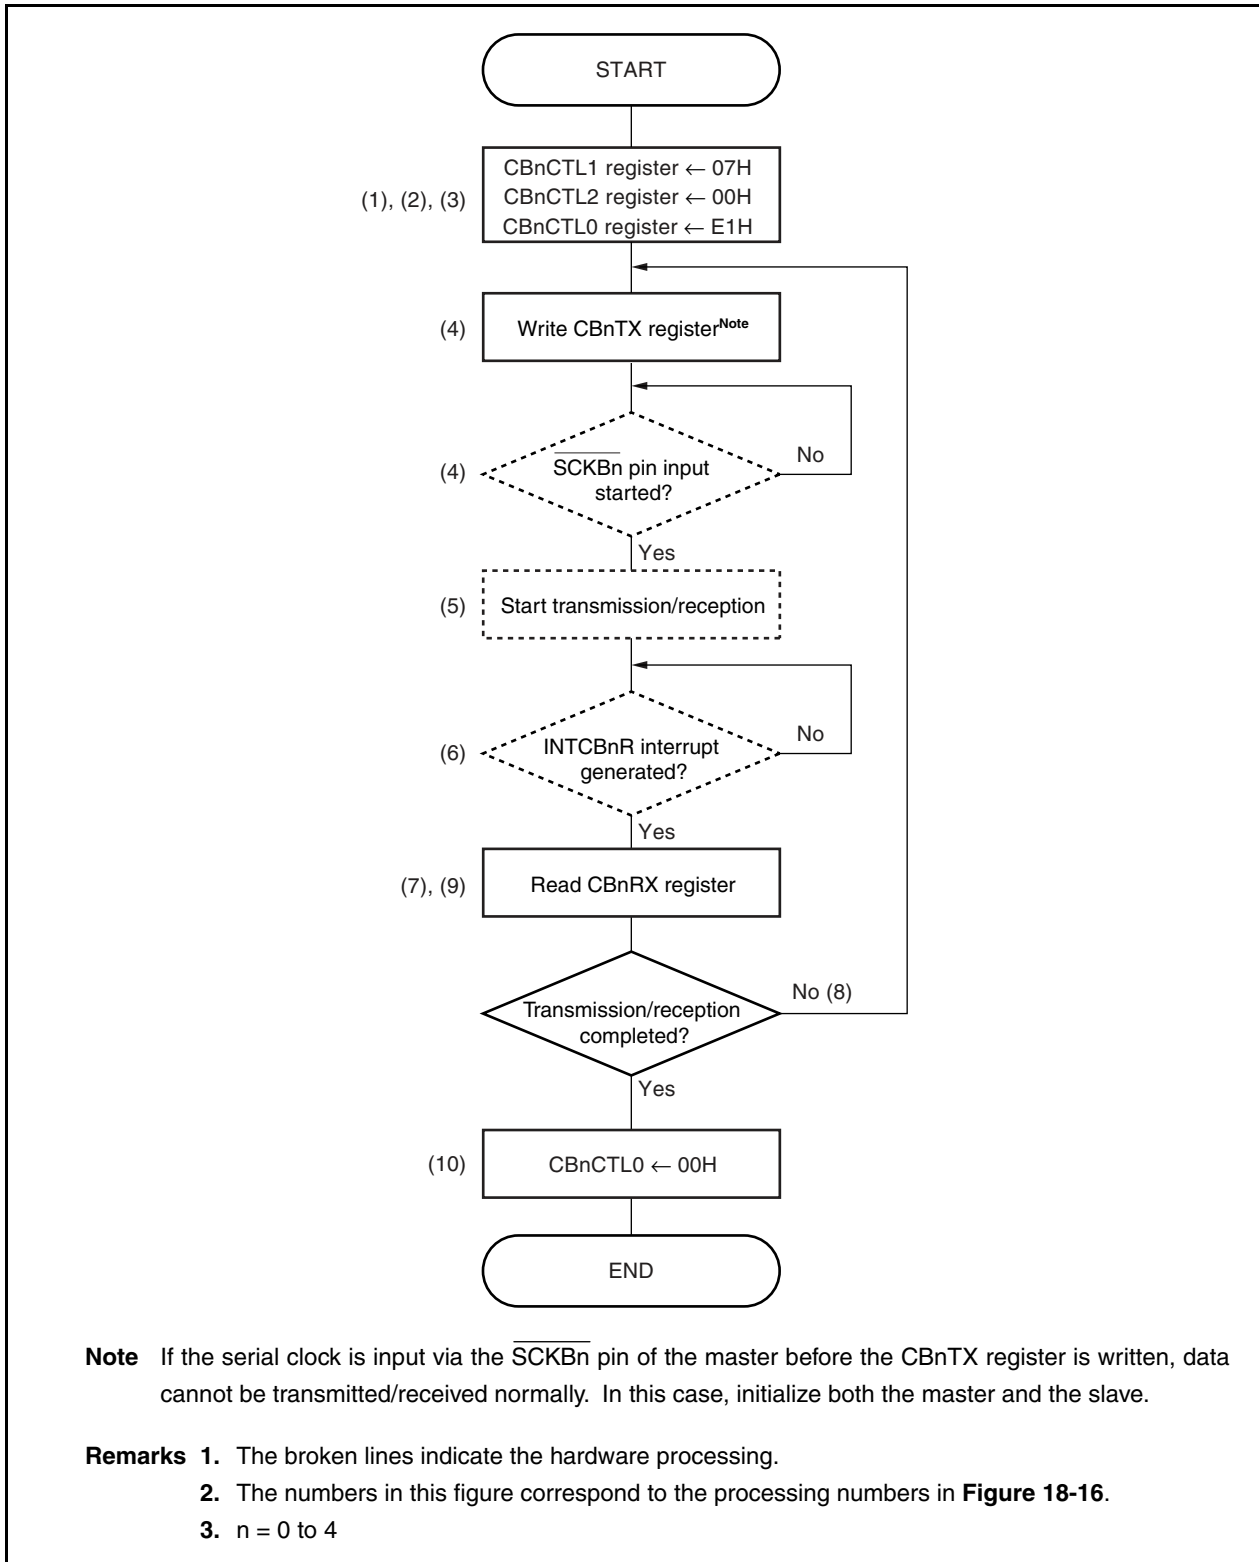 START
CBnCTL1 register ← 07H
(1), (2), (3)
CBnCTL2 register ← 00H
CBnCTL0 register ← E1H
(4)
Write CBnTX registerNote
(4)
SCKBn pin input
started?
No
Yes
(5)
Start transmission/reception
(6)
INTCBnR interrupt
generated?
No
Yes
(7), (9)
Read CBnRX register
Transmission/reception
completed?
No (8)
Yes
(10)
CBnCTL0 ← 00H
END
Note If the serial clock is input via the SCKBn pin of the master before the CBnTX register is written, data
cannot be transmitted/received normally. In this case, initialize both the master and the slave.
Remarks 1. The broken lines indicate the hardware processing.
2. The numbers in this figure correspond to the processing numbers in Figure 18-16.
3. n = 0 to 4